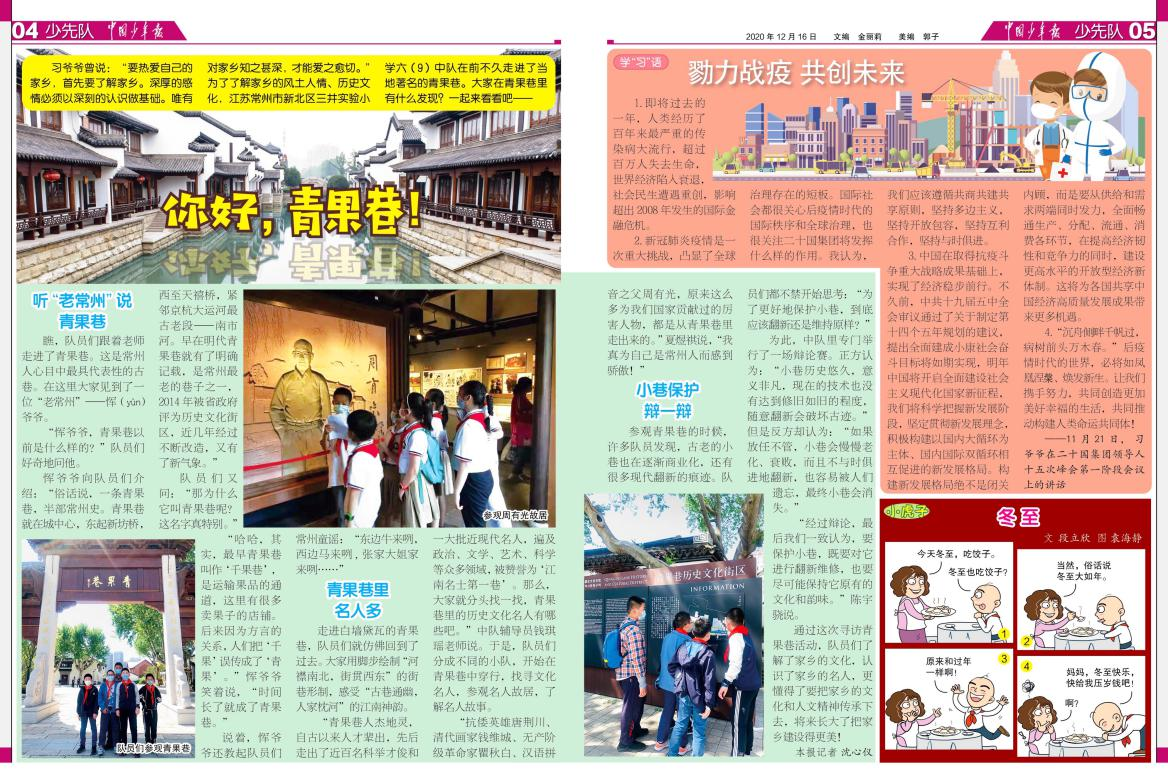 04 少先队 中国少年报
中国少年报 少先队 05
2020 年 12 月 16 日 文编 金丽莉 美编 郭子
习爷爷曾说：“要热爱自己的
家乡，首先要了解家乡。深厚的感
情必须以深刻的认识做基础。唯有
对家乡知之甚深，才能爱之愈切。”
为了了解家乡的风土人情、历史文
化，江苏常州市新北区三井实验小
学六（9）中队在前不久走进了当
地著名的青果巷。大家在青果巷里
有什么发现？一起来看看吧——
你好，青果巷！
听“老常州”说
青果巷
瞧，队员们跟着老师
走进了青果巷。这是常州
人心目中最具代表性的古
巷。在这里大家见到了一
位“老常州”——恽（yùn）
爷爷。
“恽爷爷，青果巷以
前是什么样的？”队员们
好奇地问他。
恽爷爷向队员们介
绍：“俗话说，一条青果
巷，半部常州史。青果巷
就在城中心，东起新坊桥，
西至天禧桥，紧
邻京杭大运河最
古老段——南市
河。早在明代青
果巷就有了明确
记载，是常州最
老的巷子之一，
2014 年被省政府
评为历史文化街
区，近几年经过
不断改造，又有
了新气象。”
队员们又
问：“那为什么
它叫青果巷呢？
这名字真特别。”
参观周有光故居
青果巷
队员们参观青果巷
“哈哈，其
实，最早青果巷
叫作‘千果巷’，
是运输果品的通
道，这里有很多
卖果子的店铺。
后来因为方言的
关系，人们把‘千
果’误传成了‘青
果’。”恽爷爷
笑着说，“时间
长了就成了青果
巷。”
说着，恽爷
爷还教起队员们
常州童谣：“东边牛来咧，
西边马来咧，张家大姐家
来咧……”
青果巷里
名人多
走进白墙黛瓦的青果
巷，队员们就仿佛回到了
过去。大家用脚步绘制“河
襟南北，街贯西东”的街
巷形制，感受“古巷通幽，
人家枕河”的江南神韵。
“青果巷人杰地灵，
自古以来人才辈出，先后
走出了近百名科举才俊和
一大批近现代名人，遍及
政治、文学、艺术、科学
等众多领域，被赞誉为‘江
南名士第一巷’。那么，
大家就分头找一找，青果
巷里的历史文化名人有哪
些吧。”中队辅导员钱琪
瑶老师说。于是，队员们
分成不同的小队，开始在
青果巷中穿行，找寻文化
名人，参观名人故居，了
解名人故事。
“抗倭英雄唐荆川、
清代画家钱维城、无产阶
级革命家瞿秋白、汉语拼
音之父周有光，原来这么
多为我们国家贡献过的厉
害人物，都是从青果巷里
走出来的。”夏煜祺说，“我
真为自己是常州人而感到
骄傲！”
小巷保护
辩一辩
参观青果巷的时候，
许多队员发现，古老的小
巷也在逐渐商业化，还有
很多现代翻新的痕迹。队
员们都不禁开始思考：“为
了更好地保护小巷，到底
应该翻新还是维持原样？”
为此，中队里专门举
行了一场辩论赛。正方认
为：“小巷历史悠久，意
义非凡，现在的技术也没
有达到修旧如旧的程度，
随意翻新会破坏古迹。”
但是反方却认为：“如果
放任不管，小巷会慢慢老
化、衰败，而且不与时俱
进地翻新，也容易被人们
遗忘，最终小巷会消
失。”
“经过辩论，最
后我们一致认为，要
保护小巷，既要对它
进行翻新维修，也要
尽可能保持它原有的
文化和韵味。”陈宇
骁说。
通过这次寻访青
果巷活动，队员们了
解了家乡的文化，认
识了家乡的名人，更
懂得了要把家乡的文
化和人文精神传承下
去，将来长大了把家
乡建设得更美！
本报记者 沈心仪
巷历史文化街区
INFORMATION
学“习”语
勠力战疫 共创未来
1.即将过去的
一年，人类经历了
百年来最严重的传
染病大流行，超过
百万人失去生命，
世界经济陷入衰退，
社会民生遭遇重创，影响
超出 2008 年发生的国际金
融危机。
2.新冠肺炎疫情是一
次重大挑战，凸显了全球
治理存在的短板。国际社
会都很关心后疫情时代的
国际秩序和全球治理，也
很关注二十国集团将发挥
什么样的作用。我认为，
我们应该遵循共商共建共
享原则，坚持多边主义，
坚持开放包容，坚持互利
合作，坚持与时俱进。
3.中国在取得抗疫斗
争重大战略成果基础上，
实现了经济稳步前行。不
久前，中共十九届五中全
会审议通过了关于制定第
十四个五年规划的建议，
提出全面建成小康社会奋
斗目标将如期实现，明年
中国将开启全面建设社会
主义现代化国家新征程，
我们将科学把握新发展阶
段，坚定贯彻新发展理念，
积极构建以国内大循环为
主体、国内国际双循环相
互促进的新发展格局。构
建新发展格局绝不是闭关
内顾，而是要从供给和需
求两端同时发力，全面畅
通生产、分配、流通、消
费各环节，在提高经济韧
性和竞争力的同时，建设
更高水平的开放型经济新
体制。这将为各国共享中
国经济高质量发展成果带
来更多机遇。
4.“沉舟侧畔千帆过，
病树前头万木春。”后疫
情时代的世界，必将如凤
凰涅槃、焕发新生。让我们
携手努力，共同创造更加
美好幸福的生活，共同推
动构建人类命运共同体！
——11 月 21 日，习
爷爷在二十国集团领导人
十五次峰会第一阶段会议
上的讲话
小虎子
冬至
文 段立欣 图 袁海静
今天冬至，吃饺子。
冬至也吃饺子？
1
当然，俗话说
冬至大如年。
2
原来和过年
一样啊！
3
4
妈妈，冬至快乐，
快给我压岁钱吧！
啊？